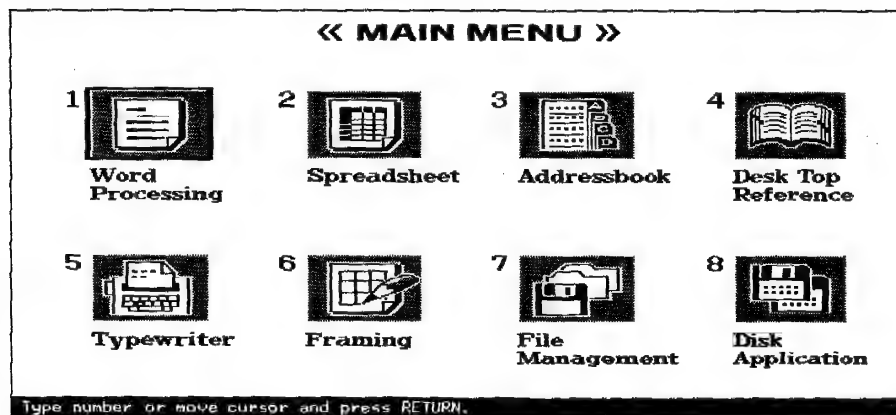 « MAIN MENU »
1 2 3 4
Word Spreadsheet Addressbook Desk Top
Processing Reference
5 6 7 8
Typewriter Framing File Disk
Management Application
Type number or move cursor and press RETURN.